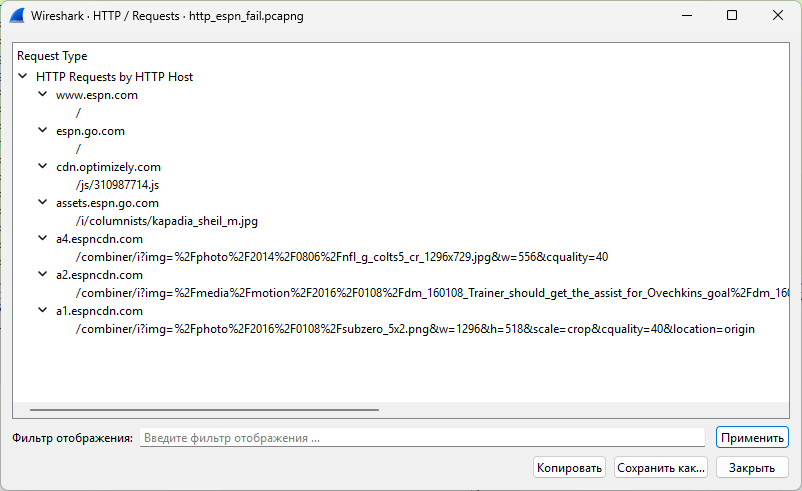 Wireshark · HTTP / Requests · http_espn_fail.pcapng
Request Type
HTTP Requests by HTTP Host
www.espn.com
/
espn.go.com
/
cdn.optimizely.com
/js/310987714.js
assets.espn.go.com
/i/columnists/kapadia_sheil_m.jpg
a4.espncdn.com
/combiner/i?img=%2Fphoto%2F2014%2F0806%2Fnfl_g_colts5_cr_1296x729.jpg&w=556&cquality=40
a2.espncdn.com
/combiner/i?img=%2Fmedia%2Fmotion%2F2016%2F0108%2Fdm_160108_Trainer_should_get_the_assist_for_Ovechkins_goal%2Fdm_160
a1.espncdn.com
/combiner/i?img=%2Fphoto%2F2016%2F0108%2Fsubzero_5x2.png&w=1296&h=518&scale=crop&cquality=40&location=origin
Фильтр отображения: Введите фильтр отображения ... Применить
Копировать Сохранить как... Закрыть